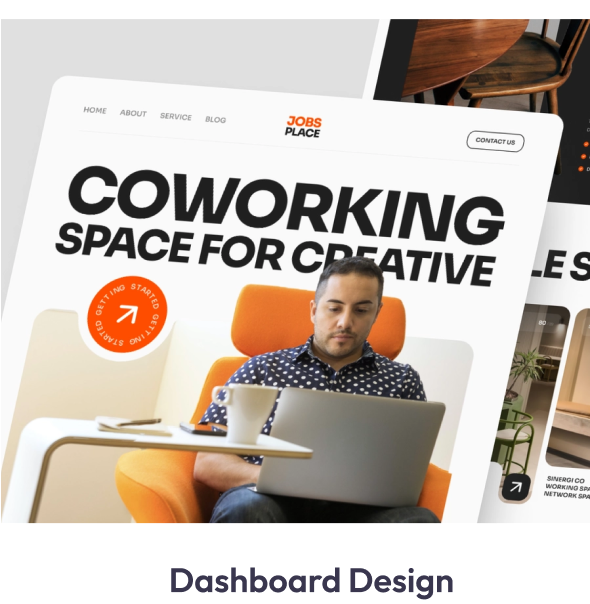 HOME ABOUT SERVICE BLOG
JOBS
PLACE
CONTACT US
COWORKING
SPACE FOR CREATIVE
GETTING STARTED GETTING STARTED
LE S
60
SINERGI CO
WORKING SPA
NETWORK SPA
Dashboard Design